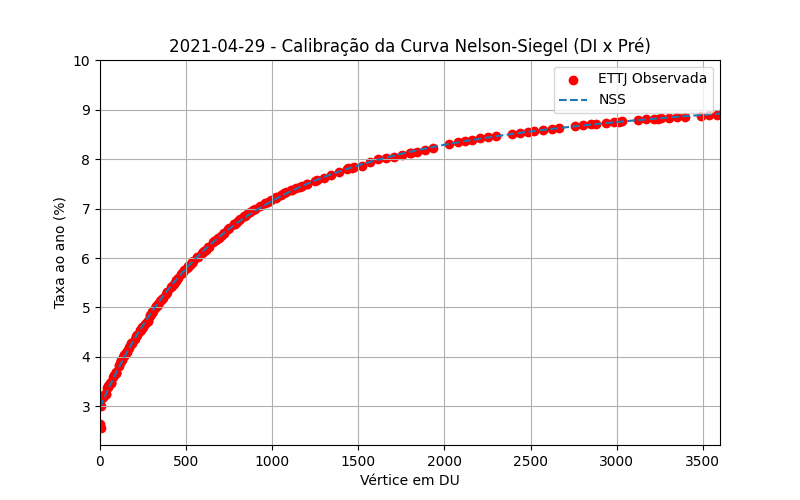 2021-04-29 - Calibração da Curva Nelson-Siegel (DI x Pré)
ETTJ Observada
NSS
Taxa ao ano (%)
10
9
8
7
6
5
4
3
0 500 1000 1500 2000 2500 3000 3500
Vértice em DU